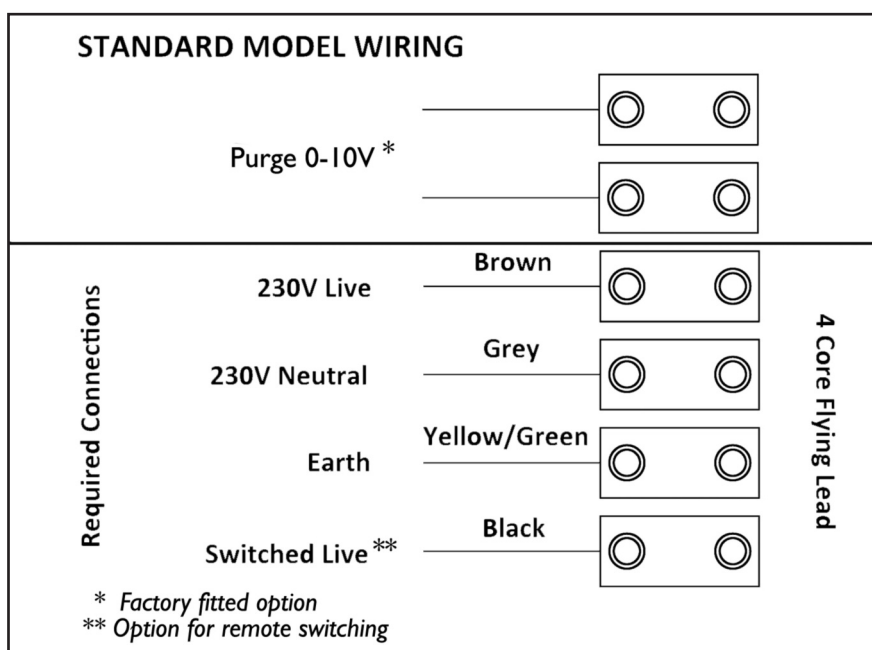 STANDARD MODEL WIRING
Purge 0-10V *
Required Connections
230V Live
Brown
230V Neutral
Grey
Earth
Yellow/Green
Switched Live**
Black
4 Core Flying Lead
* Factory fitted option
** Option for remote switching